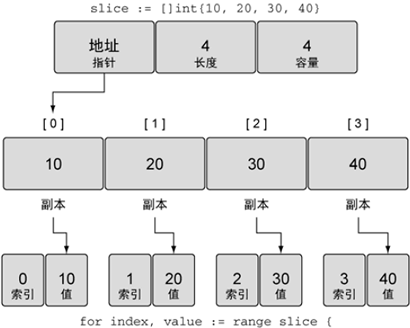 slice := []int{10, 20, 30, 40}
地址 4 4
指针 长度 容量
[0] [1] [2] [3]
10 20 30 40
副本 副本 副本 副本
0 10 1 20 2 30 3 40
索引 值 索引 值 索引 值 索引 值
for index, value := range slice {